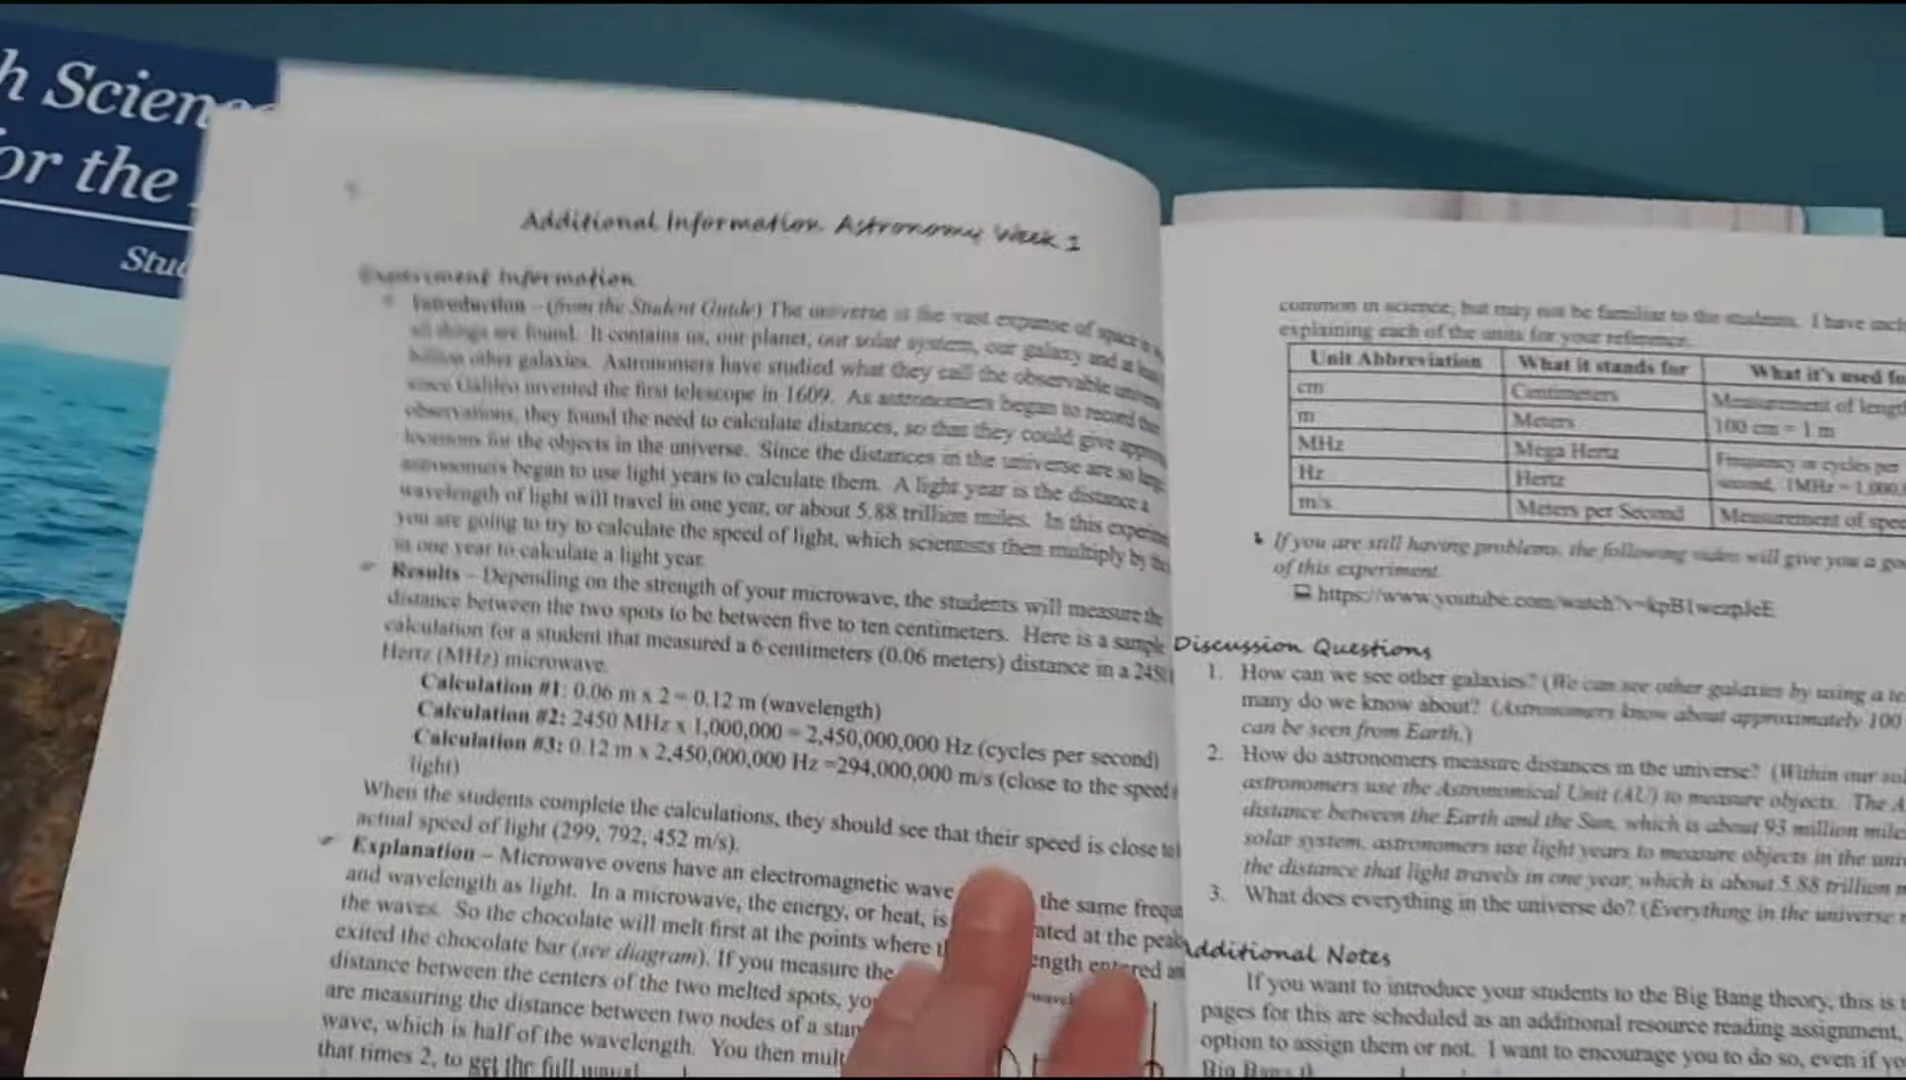 h Scien
or the
Stud
Additional Information Astronomy Week 1
Experiment Information
Introduction – (from the Student Guide) The universe is the vast expanse of space in
all things are found. It contains us, our planet, our solar system, our galaxy and at least
billion other galaxies. Astronomers have studied what they call the observable
since Galileo invented the first telescope in 1609. As astronomers began to record
observations, they found the need to calculate distances, so that they could give
locations for the objects in the universe. Since the distances in the universe are so
astronomers began to use light years to calculate them. A light year is the distance a
wavelength of light will travel in one year, or about 5.88 trillion miles. In this
you are going to try to calculate the speed of light, which scientists then multiply by
in one year to calculate a light year.
Results – Depending on the strength of your microwave, the students will measure the
distance between the two spots to be between five to ten centimeters. Here is a sample
calculation for a student that measured a 6 centimeters (0.06 meters) distance in a 2450
Hertz (MHz) microwave.
Calculation #1: 0.06 m x 2 = 0.12 m (wavelength)
Calculation #2: 2450 MHz x 1,000,000 = 2,450,000,000 Hz (cycles per second)
Calculation #3: 0.12 m x 2,450,000,000 Hz =294,000,000 m/s (close to the speed
light)
When the students complete the calculations, they should see that their speed is close to
actual speed of light (299, 792, 452 m/s).
Explanation – Microwave ovens have an electromagnetic wave the same frequ
and wavelength as light. In a microwave, the energy, or heat, is ated at the peak
the waves. So the chocolate will melt first at the points where t ength entered an
exited the chocolate bar (see diagram). If you measure the
distance between the centers of the two melted spots, yo
are measuring the distance between two nodes of a stan
wave, which is half of the wavelength. You then mult
that times 2, to get the full
wavel
common in science, but may not be familiar to the students. I have incl
explaining each of the units for your reference.
Unit Abbreviation What it stands for What it's used fo
cm Centimeters Measurement of lengt
m Meters 100 cm = 1 m
MHz Mega Hertz Frequency or cycles per
Hz Hertz second, 1MHz = 1,000,
m/s Meters per Second Measurement of spee
If you are still having problems, the following video will give you a goo
of this experiment.
https://www.youtube.com/watch?v=kpB1wezpJeE
Discussion Questions
1. How can we see other galaxies? (We can see other galaxies by using a te
many do we know about? (Astronomers know about approximately 100
can be seen from Earth.)
2. How do astronomers measure distances in the universe? (Within our sol
astronomers use the Astronomical Unit (AU) to measure objects. The A
distance between the Earth and the Sun, which is about 93 million mile
solar system, astronomers use light years to measure objects in the univ
the distance that light travels in one year, which is about 5.88 trillion m
3. What does everything in the universe do? (Everything in the universe
Additional Notes
If you want to introduce your students to the Big Bang theory, this is t
pages for this are scheduled as an additional resource reading assignment,
option to assign them or not. I want to encourage you to do so, even if yo
Big Bang th